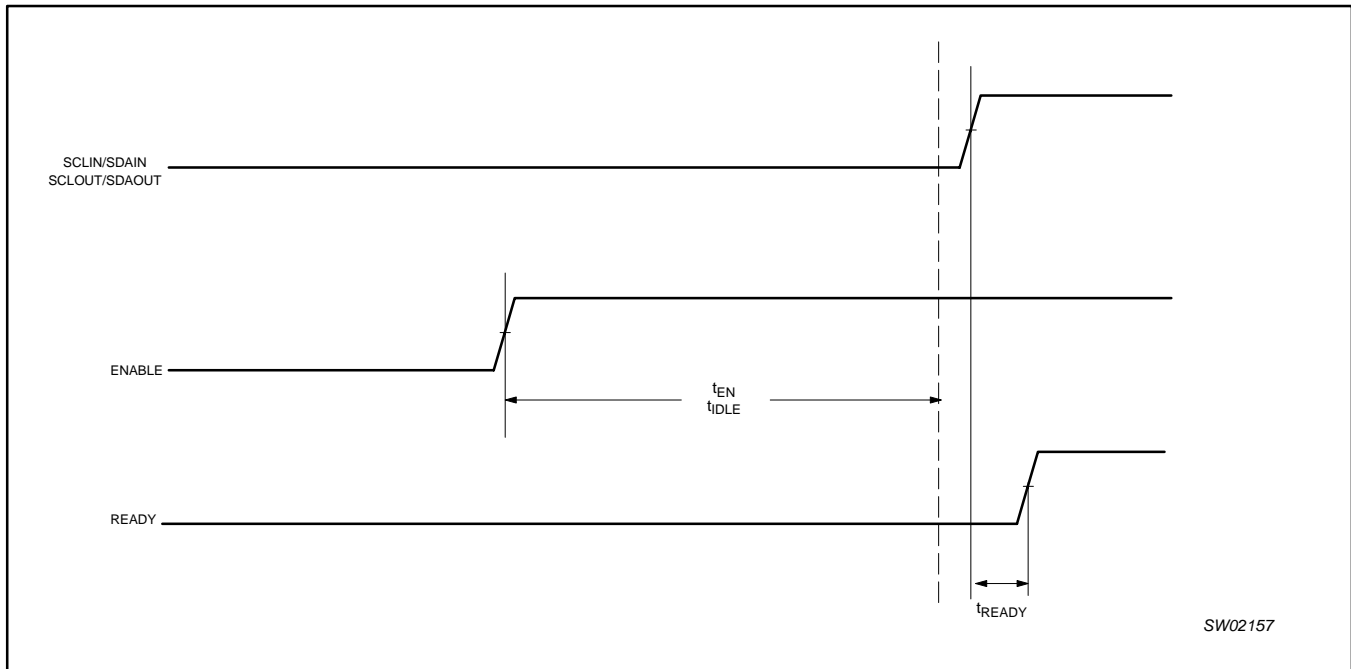 SCLIN/SDAIN
SCLOUT/SDAOUT
ENABLE
tEN
tIDLE
READY
tREADY
SW02157